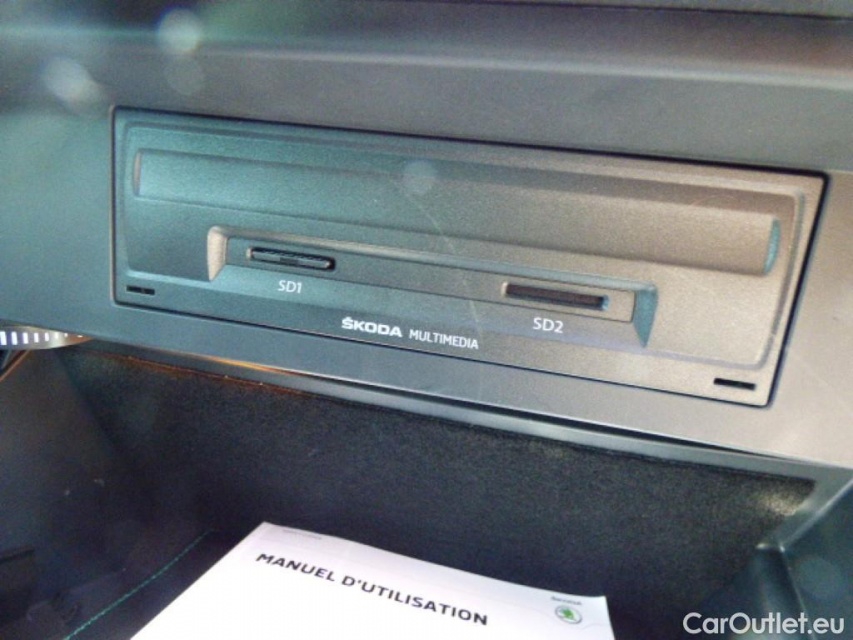 SD1
SD2
ŠKODA MULTIMEDIA
MANUEL D'UTILISATION
CarOutlet.eu